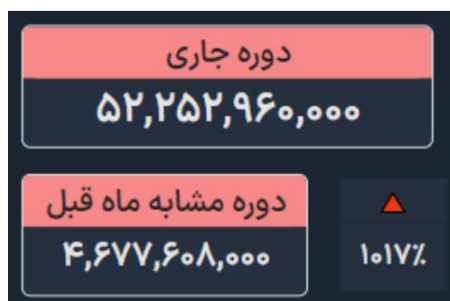 دوره جاری
۵۲,۲۵۲,۹۶۰,۰۰۰
دوره مشابه ماه قبل
۴,۶۷۷,۶۰۸,۰۰۰
۱۰۱۷٪